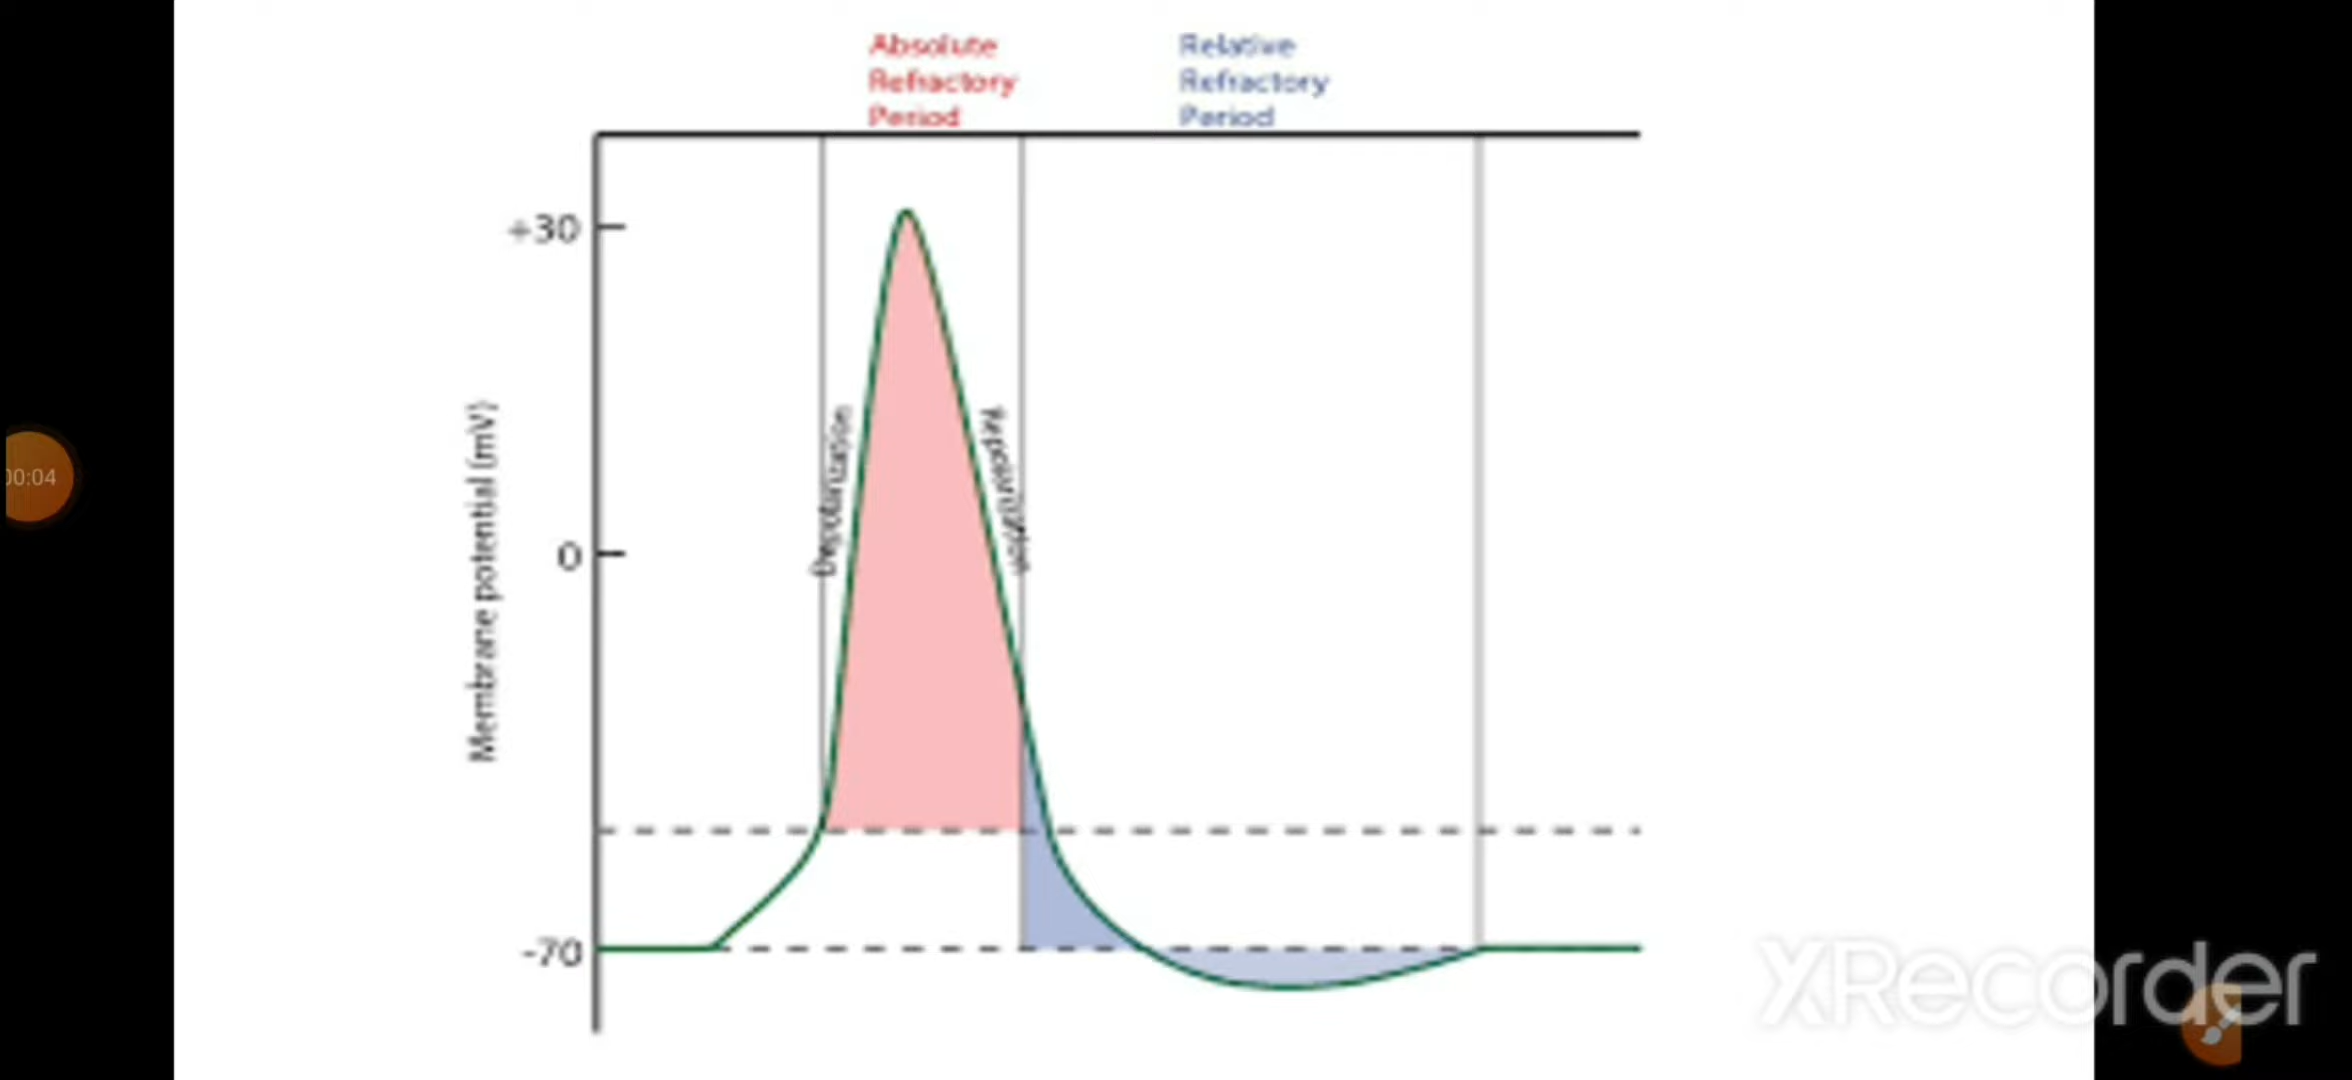 Absolute
Refractory
Period
Relative
Refractory
Period
+30
0
-70
Membrane potential (mV)
Depolarization
Repolarization
00:04
XRecorder